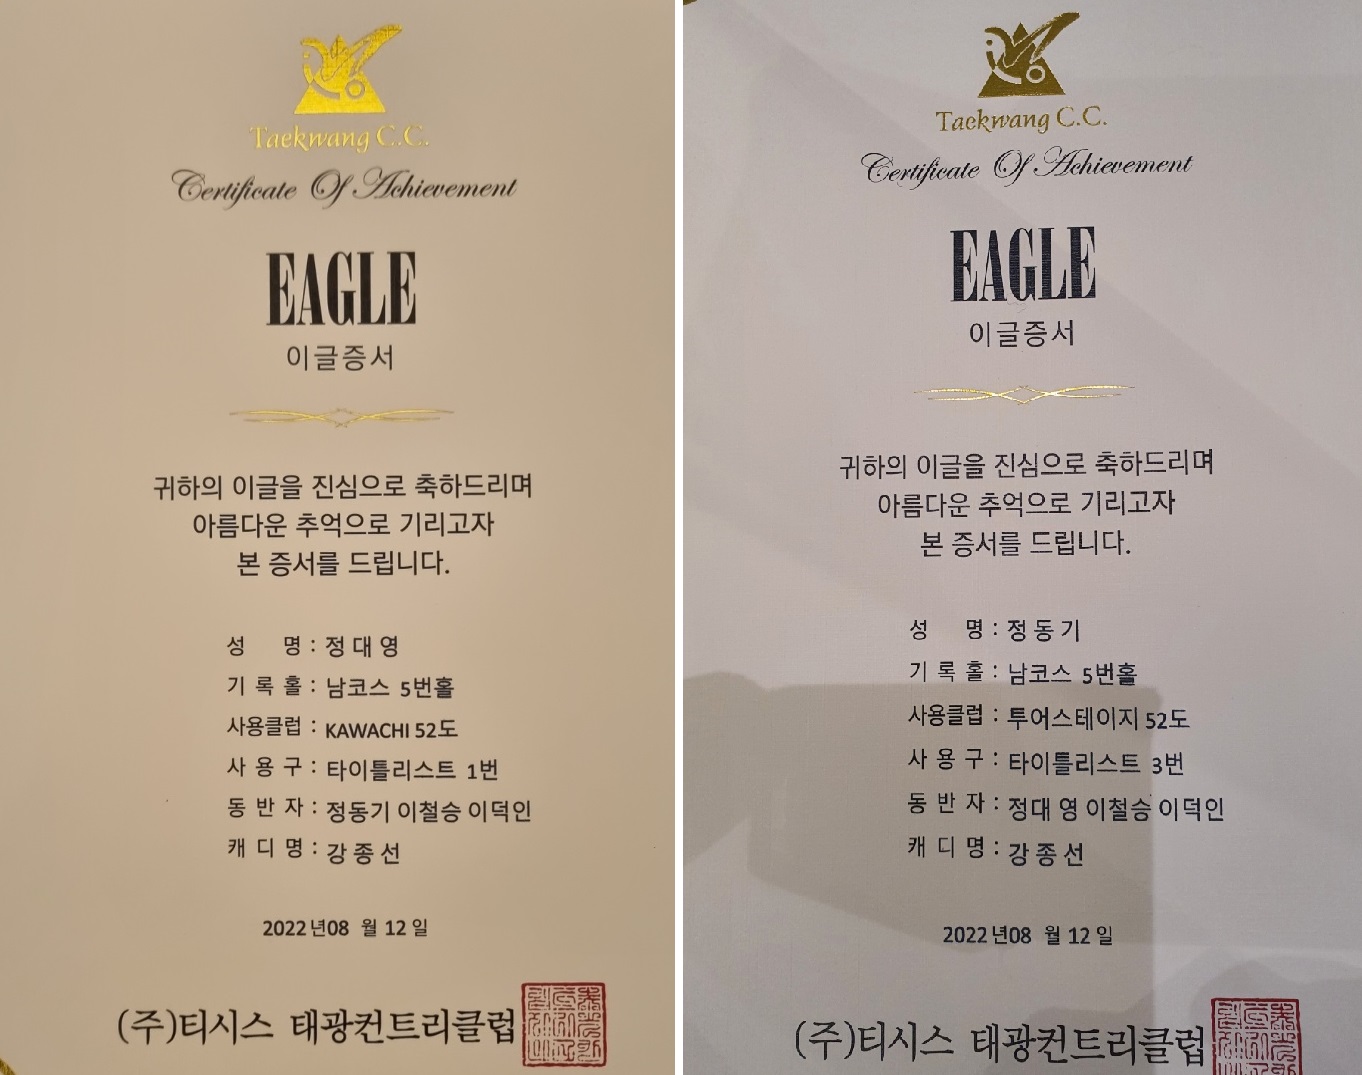 Taekwang C.C.
Certificate Of Achievement
EAGLE
이글증서
귀하의 이글을 진심으로 축하드리며
아름다운 추억으로 기리고자
본 증서를 드립니다.
성 명 : 정 대 영
기 록 홀 : 남코스 5번홀
사용클럽 : KAWACHI 52도
사 용 구 : 타이틀리스트 1번
동 반 자 : 정동기 이철승 이덕인
캐 디 명 : 강 종 선
2022년08 월 12 일
(주)티시스 태광컨트리클럽
Taekwang C.C.
Certificate Of Achievement
EAGLE
이글증서
귀하의 이글을 진심으로 축하드리며
아름다운 추억으로 기리고자
본 증서를 드립니다.
성 명 : 정 동 기
기 록 홀 : 남코스 5번홀
사용클럽 : 투어스테이지 52도
사 용 구 : 타이틀리스트 3번
동 반 자 : 정대 영 이철승 이덕인
캐 디 명 : 강 종 선
2022년08 월 12 일
(주)티시스 태광컨트리클럽